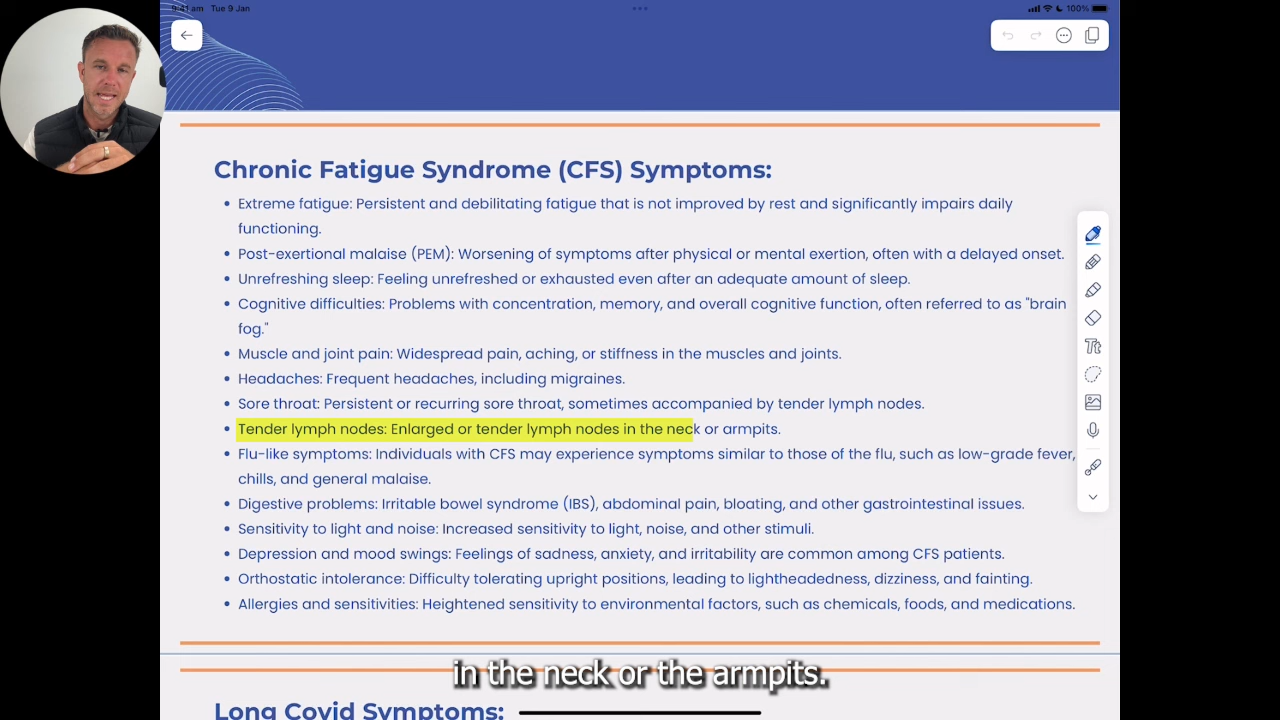 9:41 am Tue 9 Jan
100%
Chronic Fatigue Syndrome (CFS) Symptoms:
• Extreme fatigue: Persistent and debilitating fatigue that is not improved by rest and significantly impairs daily
functioning.
• Post-exertional malaise (PEM): Worsening of symptoms after physical or mental exertion, often with a delayed onset.
• Unrefreshing sleep: Feeling unrefreshed or exhausted even after an adequate amount of sleep.
• Cognitive difficulties: Problems with concentration, memory, and overall cognitive function, often referred to as "brain
fog."
• Muscle and joint pain: Widespread pain, aching, or stiffness in the muscles and joints.
• Headaches: Frequent headaches, including migraines.
• Sore throat: Persistent or recurring sore throat, sometimes accompanied by tender lymph nodes.
• Tender lymph nodes: Enlarged or tender lymph nodes in the neck or armpits.
• Flu-like symptoms: Individuals with CFS may experience symptoms similar to those of the flu, such as low-grade fever,
chills, and general malaise.
• Digestive problems: Irritable bowel syndrome (IBS), abdominal pain, bloating, and other gastrointestinal issues.
• Sensitivity to light and noise: Increased sensitivity to light, noise, and other stimuli.
• Depression and mood swings: Feelings of sadness, anxiety, and irritability are common among CFS patients.
• Orthostatic intolerance: Difficulty tolerating upright positions, leading to lightheadedness, dizziness, and fainting.
• Allergies and sensitivities: Heightened sensitivity to environmental factors, such as chemicals, foods, and medications.
in the neck or the armpits.
Long Covid Symptoms:
Tt